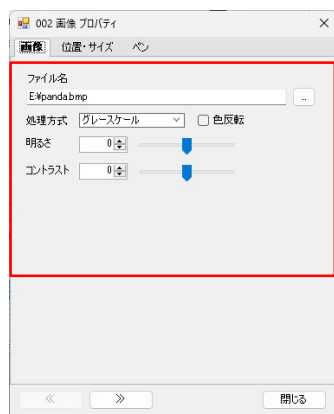 002 画像 プロパティ
画像 位置・サイズ ペン
ファイル名
E:¥panda.bmp
...
処理方式 グレースケール 色反転
明るさ 0
コントラスト 0
閉じる